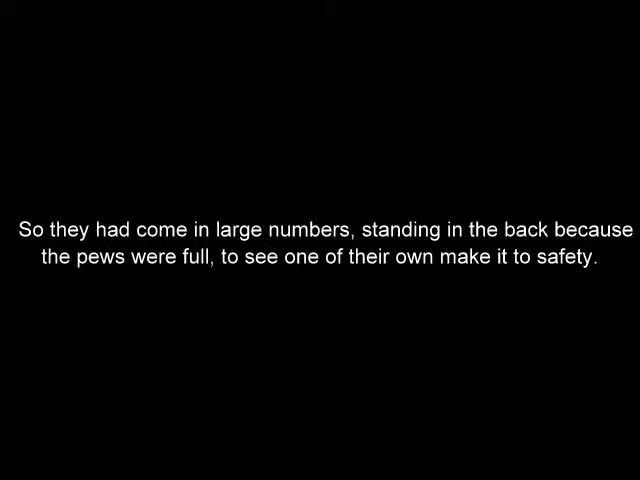 So they had come in large numbers, standing in the back because
the pews were full, to see one of their own make it to safety.